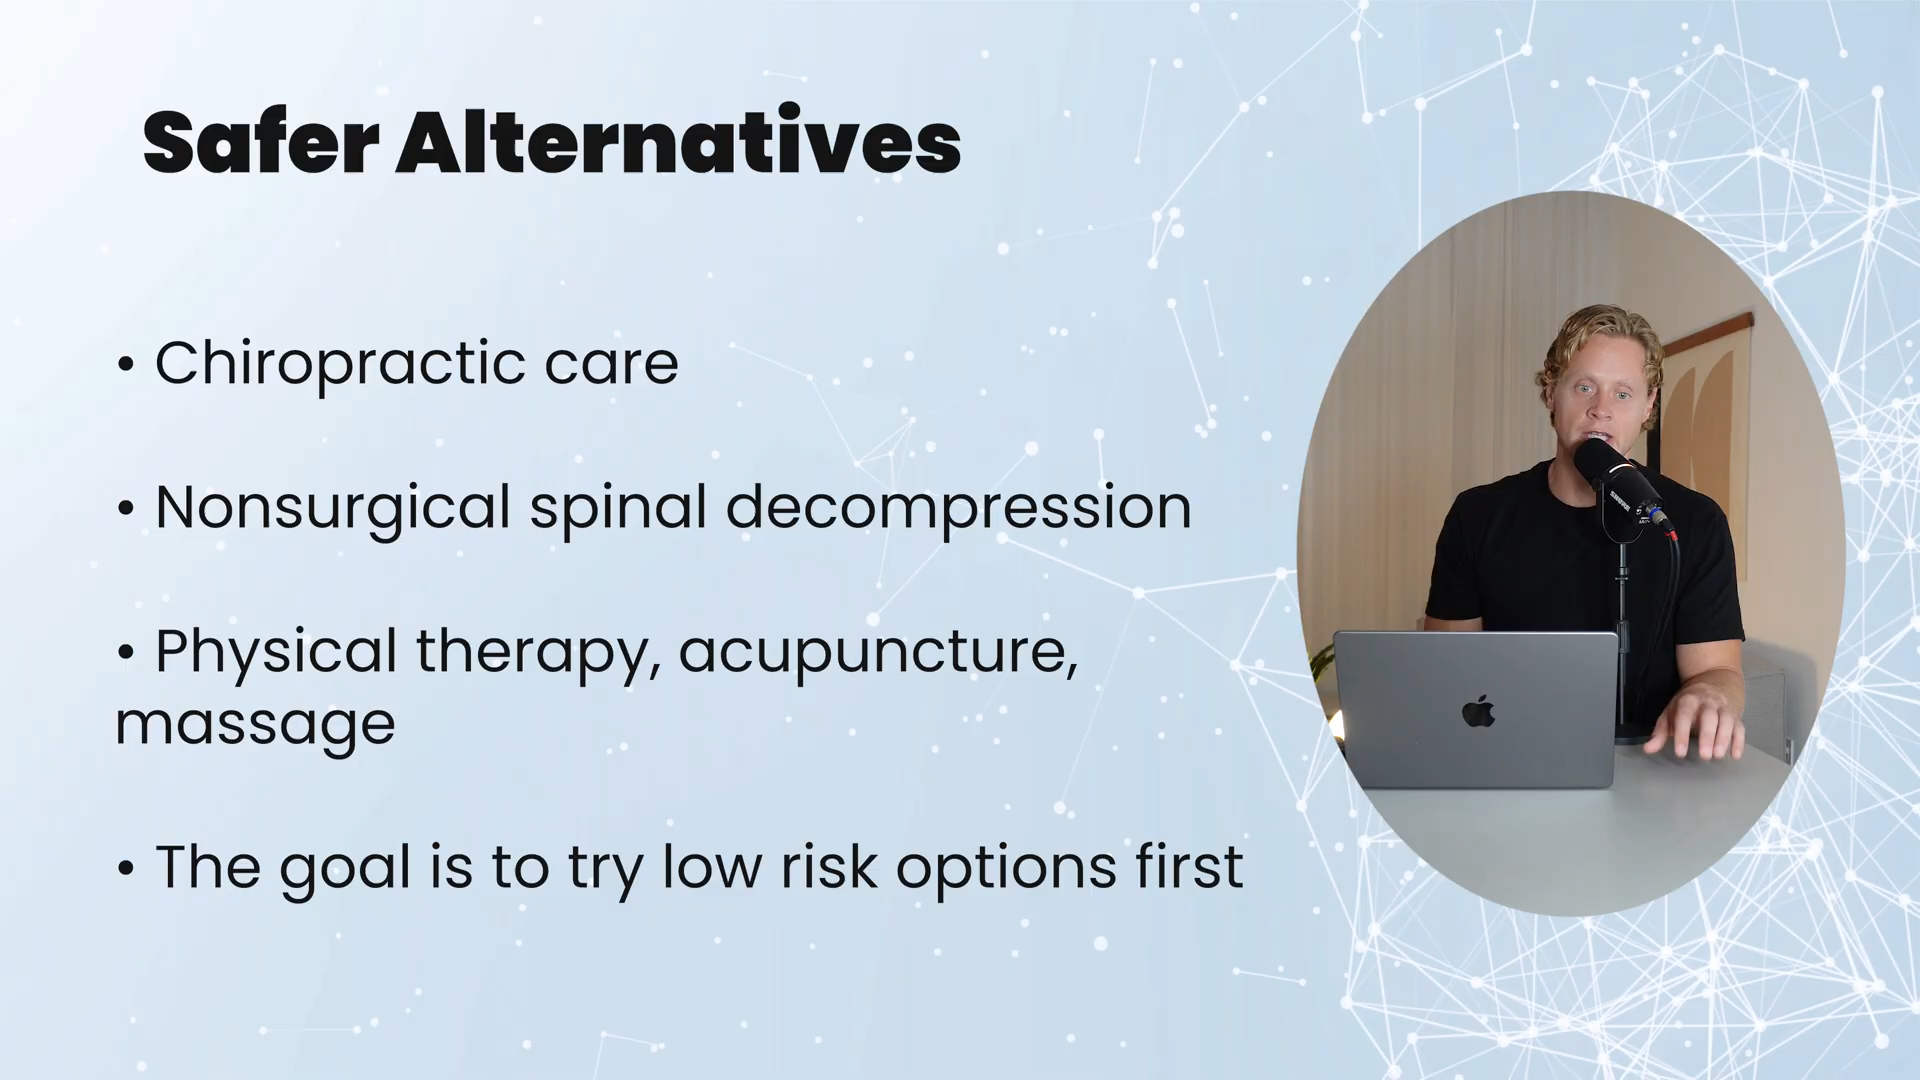 Safer Alternatives
• Chiropractic care
• Nonsurgical spinal decompression
• Physical therapy, acupuncture,
massage
• The goal is to try low risk options first
SHURE